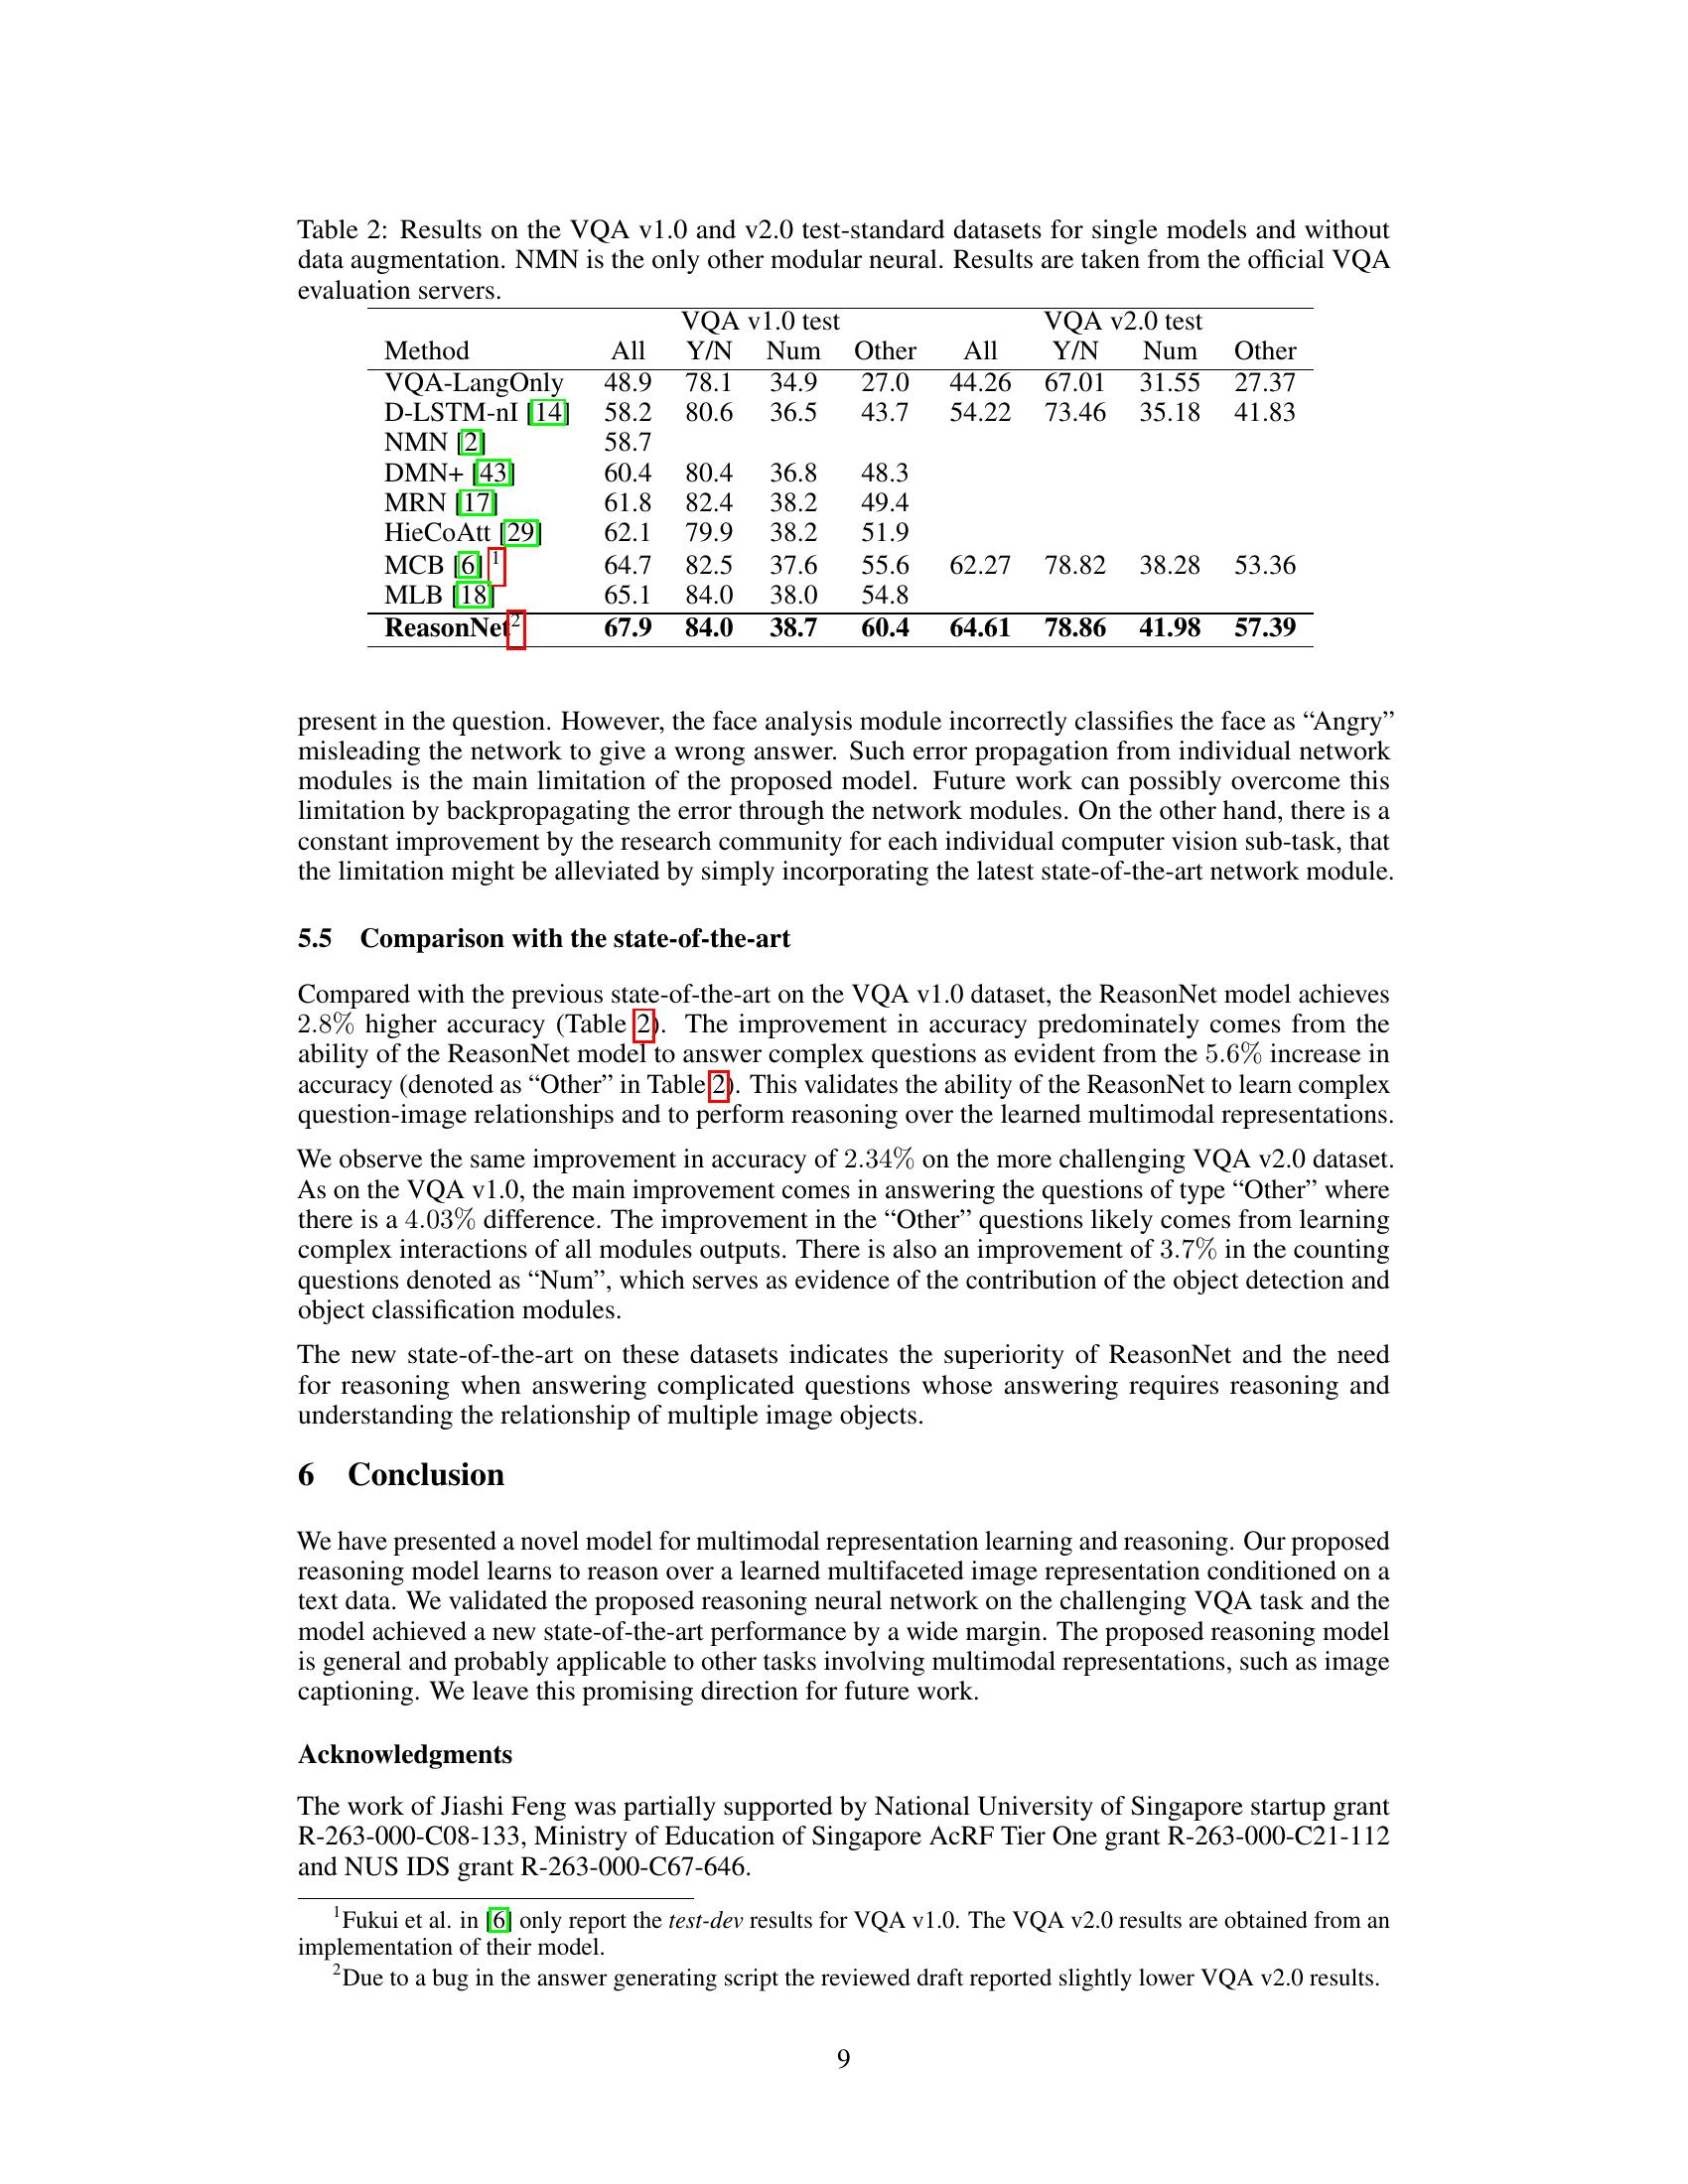 Table 2: Results on the VQA v1.0 and v2.0 test-standard datasets for single models and without
data augmentation. NMN is the only other modular neural. Results are taken from the official VQA
evaluation servers.
VQA v1.0 test VQA v2.0 test
Method All Y/N Num Other All Y/N Num Other
VQA-LangOnly 48.9 78.1 34.9 27.0 44.26 67.01 31.55 27.37
D-LSTM-nI [14] 58.2 80.6 36.5 43.7 54.22 73.46 35.18 41.83
NMN [2] 58.7
DMN+ [43] 60.4 80.4 36.8 48.3
MRN [17] 61.8 82.4 38.2 49.4
HieCoAtt [29] 62.1 79.9 38.2 51.9
MCB [6] 1 64.7 82.5 37.6 55.6 62.27 78.82 38.28 53.36
MLB [18] 65.1 84.0 38.0 54.8
ReasonNet2 67.9 84.0 38.7 60.4 64.61 78.86 41.98 57.39
present in the question. However, the face analysis module incorrectly classifies the face as “Angry”
misleading the network to give a wrong answer. Such error propagation from individual network
modules is the main limitation of the proposed model. Future work can possibly overcome this
limitation by backpropagating the error through the network modules. On the other hand, there is a
constant improvement by the research community for each individual computer vision sub-task, that
the limitation might be alleviated by simply incorporating the latest state-of-the-art network module.
5.5 Comparison with the state-of-the-art
Compared with the previous state-of-the-art on the VQA v1.0 dataset, the ReasonNet model achieves
2.8% higher accuracy (Table 2). The improvement in accuracy predominately comes from the
ability of the ReasonNet model to answer complex questions as evident from the 5.6% increase in
accuracy (denoted as “Other” in Table 2). This validates the ability of the ReasonNet to learn complex
question-image relationships and to perform reasoning over the learned multimodal representations.
We observe the same improvement in accuracy of 2.34% on the more challenging VQA v2.0 dataset.
As on the VQA v1.0, the main improvement comes in answering the questions of type “Other” where
there is a 4.03% difference. The improvement in the “Other” questions likely comes from learning
complex interactions of all modules outputs. There is also an improvement of 3.7% in the counting
questions denoted as “Num”, which serves as evidence of the contribution of the object detection and
object classification modules.
The new state-of-the-art on these datasets indicates the superiority of ReasonNet and the need
for reasoning when answering complicated questions whose answering requires reasoning and
understanding the relationship of multiple image objects.
6 Conclusion
We have presented a novel model for multimodal representation learning and reasoning. Our proposed
reasoning model learns to reason over a learned multifaceted image representation conditioned on a
text data. We validated the proposed reasoning neural network on the challenging VQA task and the
model achieved a new state-of-the-art performance by a wide margin. The proposed reasoning model
is general and probably applicable to other tasks involving multimodal representations, such as image
captioning. We leave this promising direction for future work.
Acknowledgments
The work of Jiashi Feng was partially supported by National University of Singapore startup grant
R-263-000-C08-133, Ministry of Education of Singapore AcRF Tier One grant R-263-000-C21-112
and NUS IDS grant R-263-000-C67-646.
1Fukui et al. in [6] only report the test-dev results for VQA v1.0. The VQA v2.0 results are obtained from an
implementation of their model.
2Due to a bug in the answer generating script the reviewed draft reported slightly lower VQA v2.0 results.
9